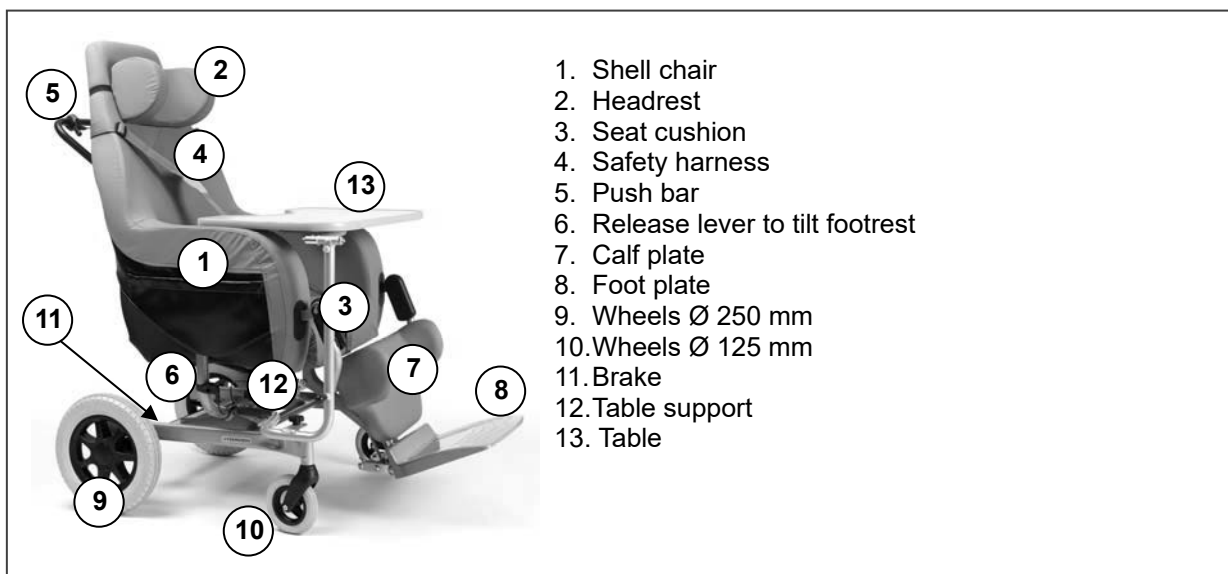 2
5
4
13
1
3
11
6
12
7
8
9
10
1. Shell chair
2. Headrest
3. Seat cushion
4. Safety harness
5. Push bar
6. Release lever to tilt footrest
7. Calf plate
8. Foot plate
9. Wheels Ø 250 mm
10.Wheels Ø 125 mm
11.Brake
12.Table support
13. Table